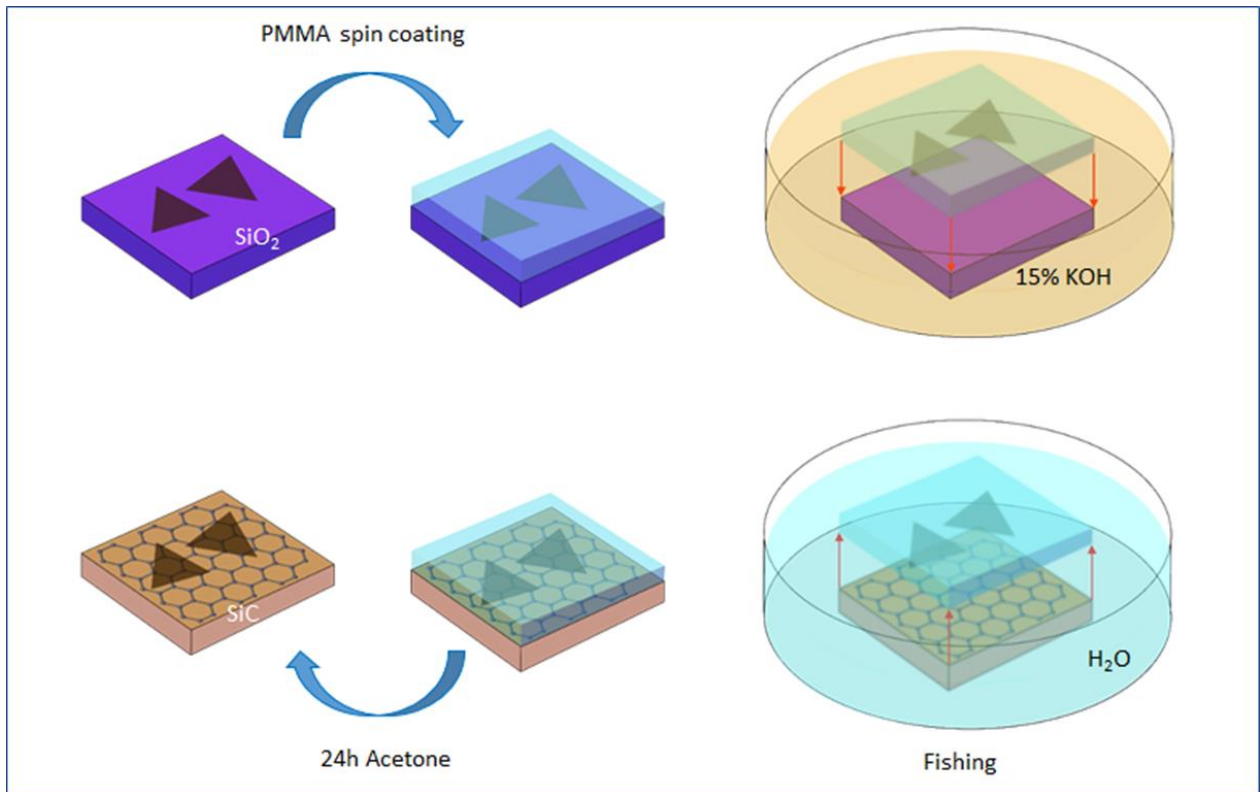 PMMA spin coating
SiO₂
15% KOH
SiC
H₂O
24h Acetone
Fishing